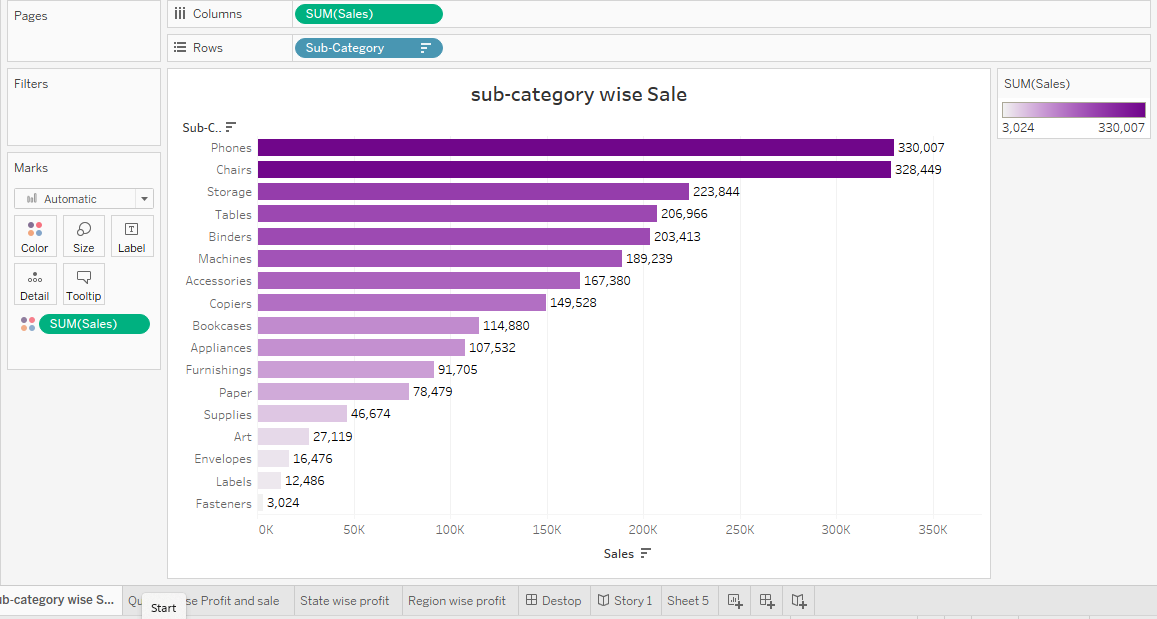 Pages
Columns
SUM(Sales)
Rows
Sub-Category
Filters
Marks
Automatic
Color
Size
Label
Detail
Tooltip
SUM(Sales)
sub-category wise Sale
Sub-C..
Phones 330,007
Chairs 328,449
Storage 223,844
Tables 206,966
Binders 203,413
Machines 189,239
Accessories 167,380
Copiers 149,528
Bookcases 114,880
Appliances 107,532
Furnishings 91,705
Paper 78,479
Supplies 46,674
Art 27,119
Envelopes 16,476
Labels 12,486
Fasteners 3,024
0K 50K 100K 150K 200K 250K 300K 350K
Sales
SUM(Sales)
3,024 330,007
ub-category wise S... Qu se Profit and sale State wise profit Region wise profit Destop Story 1 Sheet 5
Start